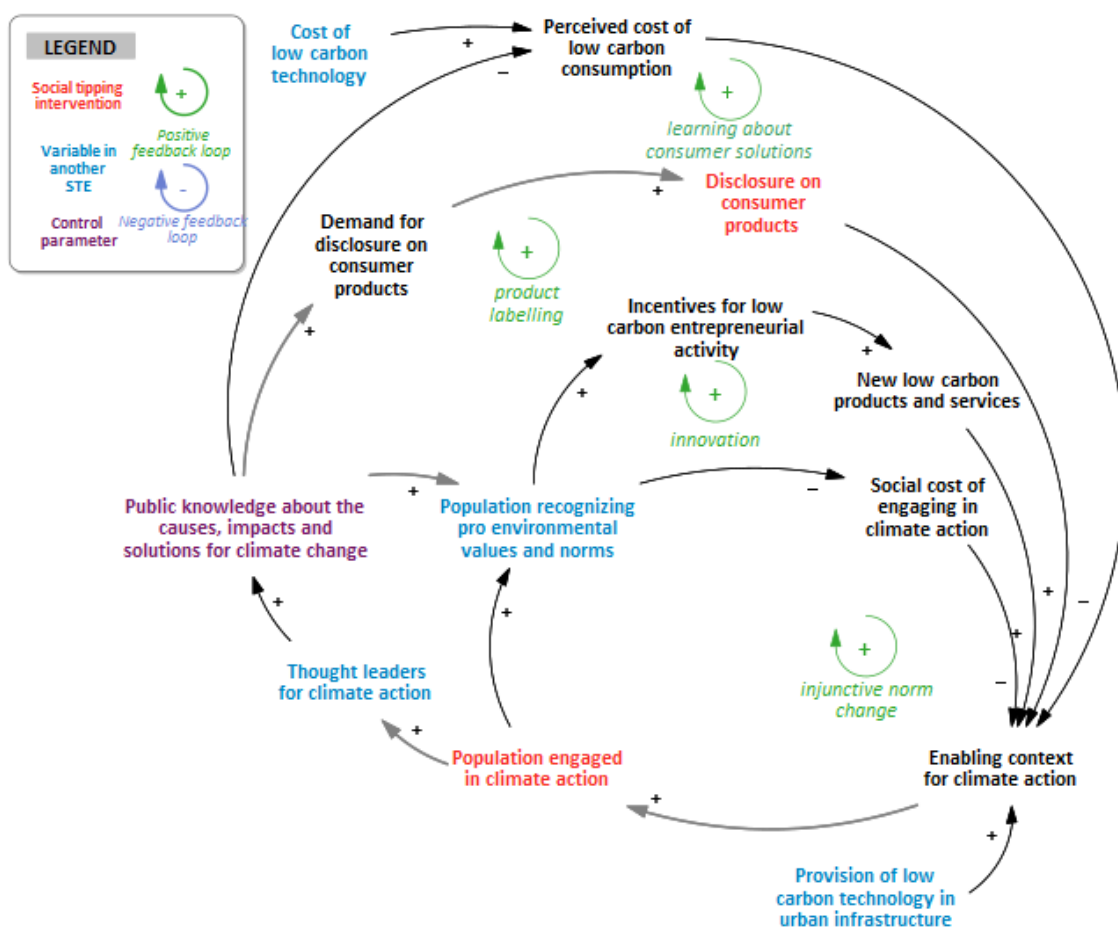 LEGEND
Social tipping
intervention
+
Positive
feedback loop
Variable in
another
STE
-
Negative feedback
loop
Control
parameter
Cost of
low carbon
technology
+
–
Perceived cost of
low carbon
consumption
+
learning about
consumer solutions
+
Disclosure on
consumer
products
Demand for
disclosure on
consumer
products
+
product
labelling
+
Incentives for low
carbon entrepreneurial
activity
+
New low carbon
products and services
+
+
innovation
Public knowledge about the
causes, impacts and
solutions for climate change
+
Population recognizing
pro environmental
values and norms
–
Social cost of
engaging in
climate action
+
–
+
+
+
–
Thought leaders
for climate action
+
injunctive norm
change
+
Population engaged
in climate action
Enabling context
for climate action
+
+
Provision of low
carbon technology in
urban infrastructure